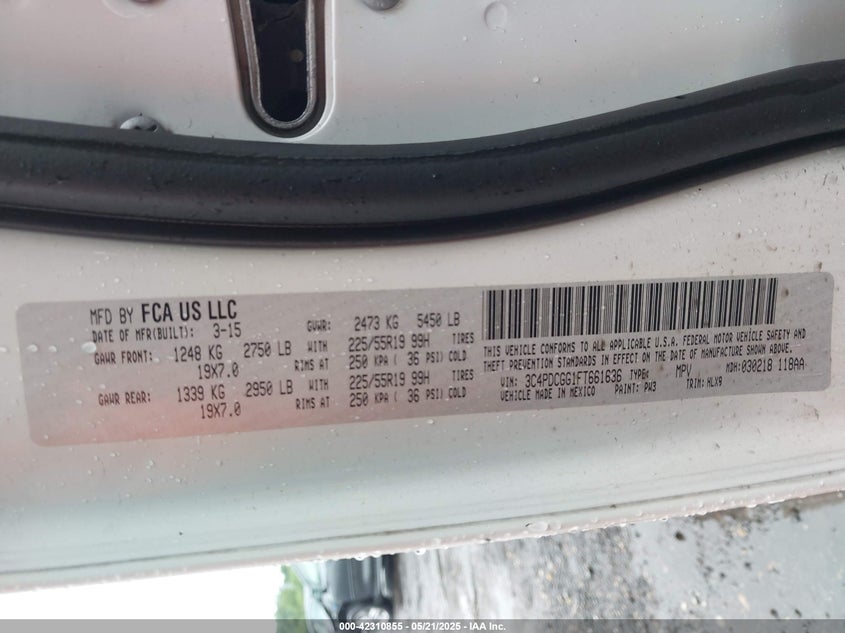 MFD BY FCA US LLC
DATE OF MFR(BUILT): 3-15 GVWR: 2473 KG 5450 LB
GAWR FRONT: 1248 KG 2750 LB WITH 225/55R19 99H TIRES
19X7.0 RIMS AT 250 KPA ( 36 PSI) COLD
GAWR REAR: 1339 KG 2950 LB WITH 225/55R19 99H TIRES
19X7.0 RIMS AT 250 KPA ( 36 PSI) COLD
THIS VEHICLE CONFORMS TO ALL APPLICABLE U.S.A. FEDERAL MOTOR VEHICLE SAFETY AND
THEFT PREVENTION STANDARDS IN EFFECT ON THE DATE OF MANUFACTURE SHOWN ABOVE.
VIN: 3C4PDCGG1FT661636 TYPE: MPV MDH:030218 118AA
VEHICLE MADE IN MEXICO PAINT: PW3 TRIM: HLX9
000-42310855 - 05/21/2025 - IAA Inc.